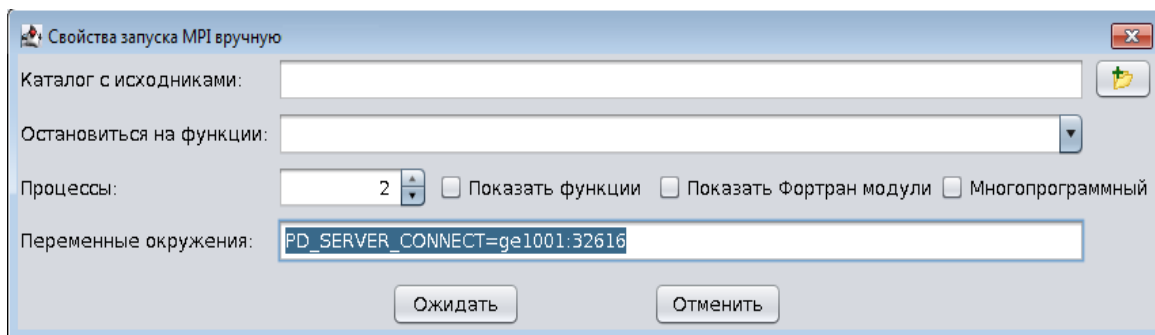 Свойства запуска MPI вручную
Каталог с исходниками:
Остановиться на функции:
Процессы: 2 Показать функции Показать Фортран модули Многопрограммный
Переменные окружения: PD_SERVER_CONNECT=ge1001:32616
Ожидать Отменить